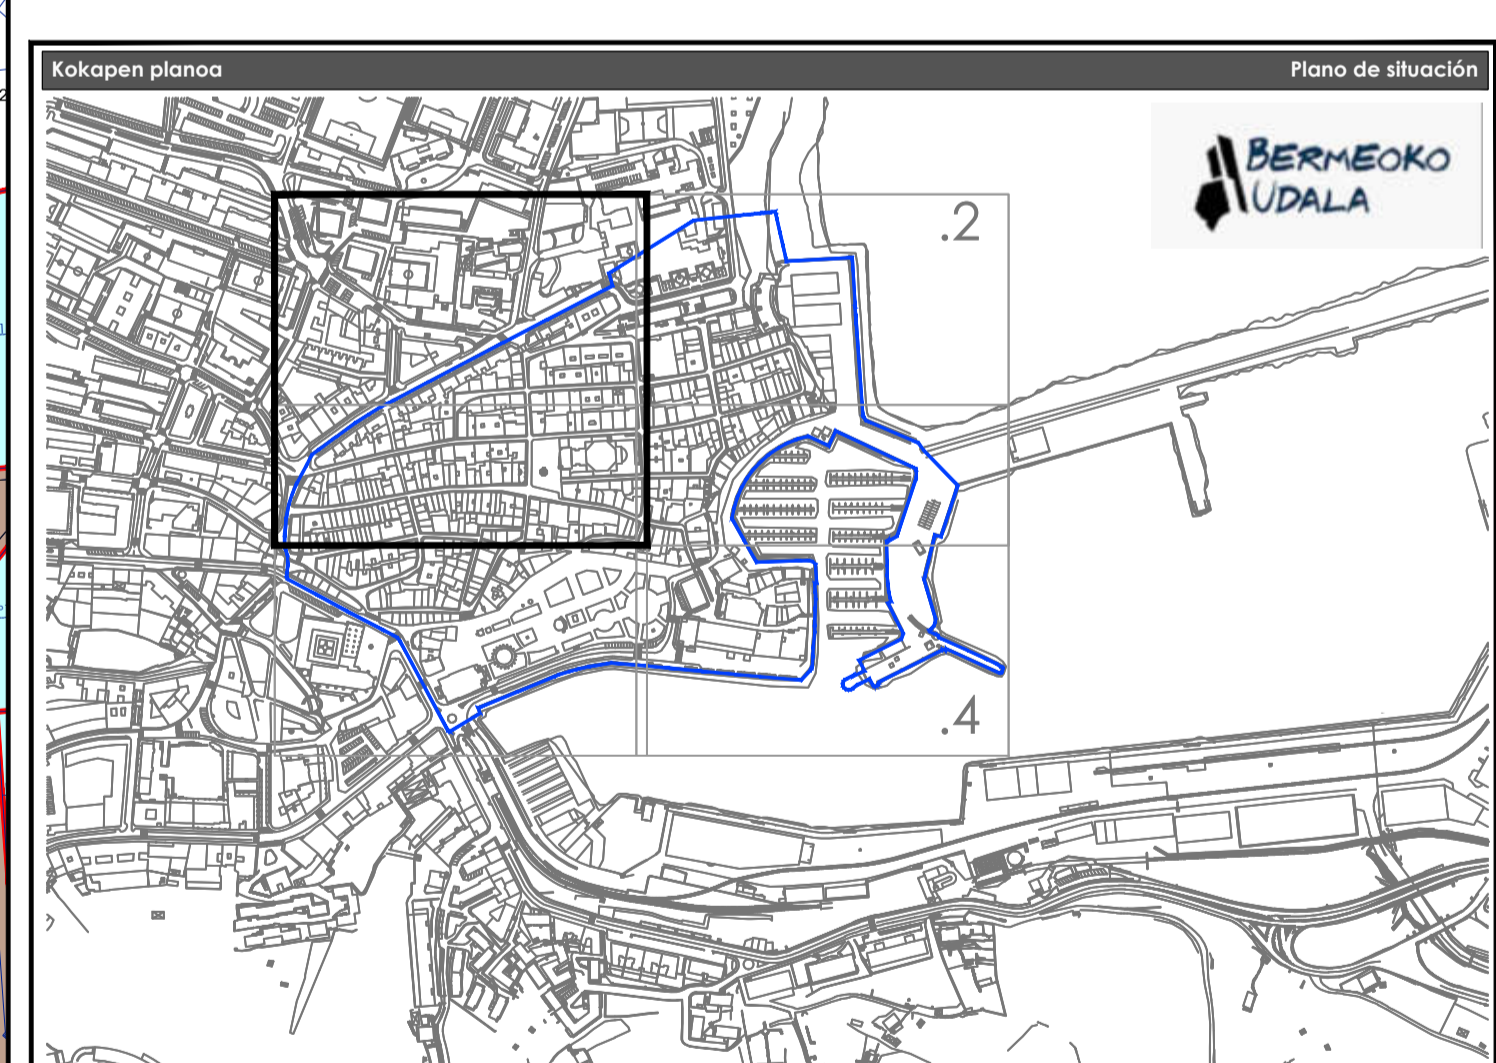 Kokapen planoa
Plano de situación
BERMEOKO
UDALA
.2
.4